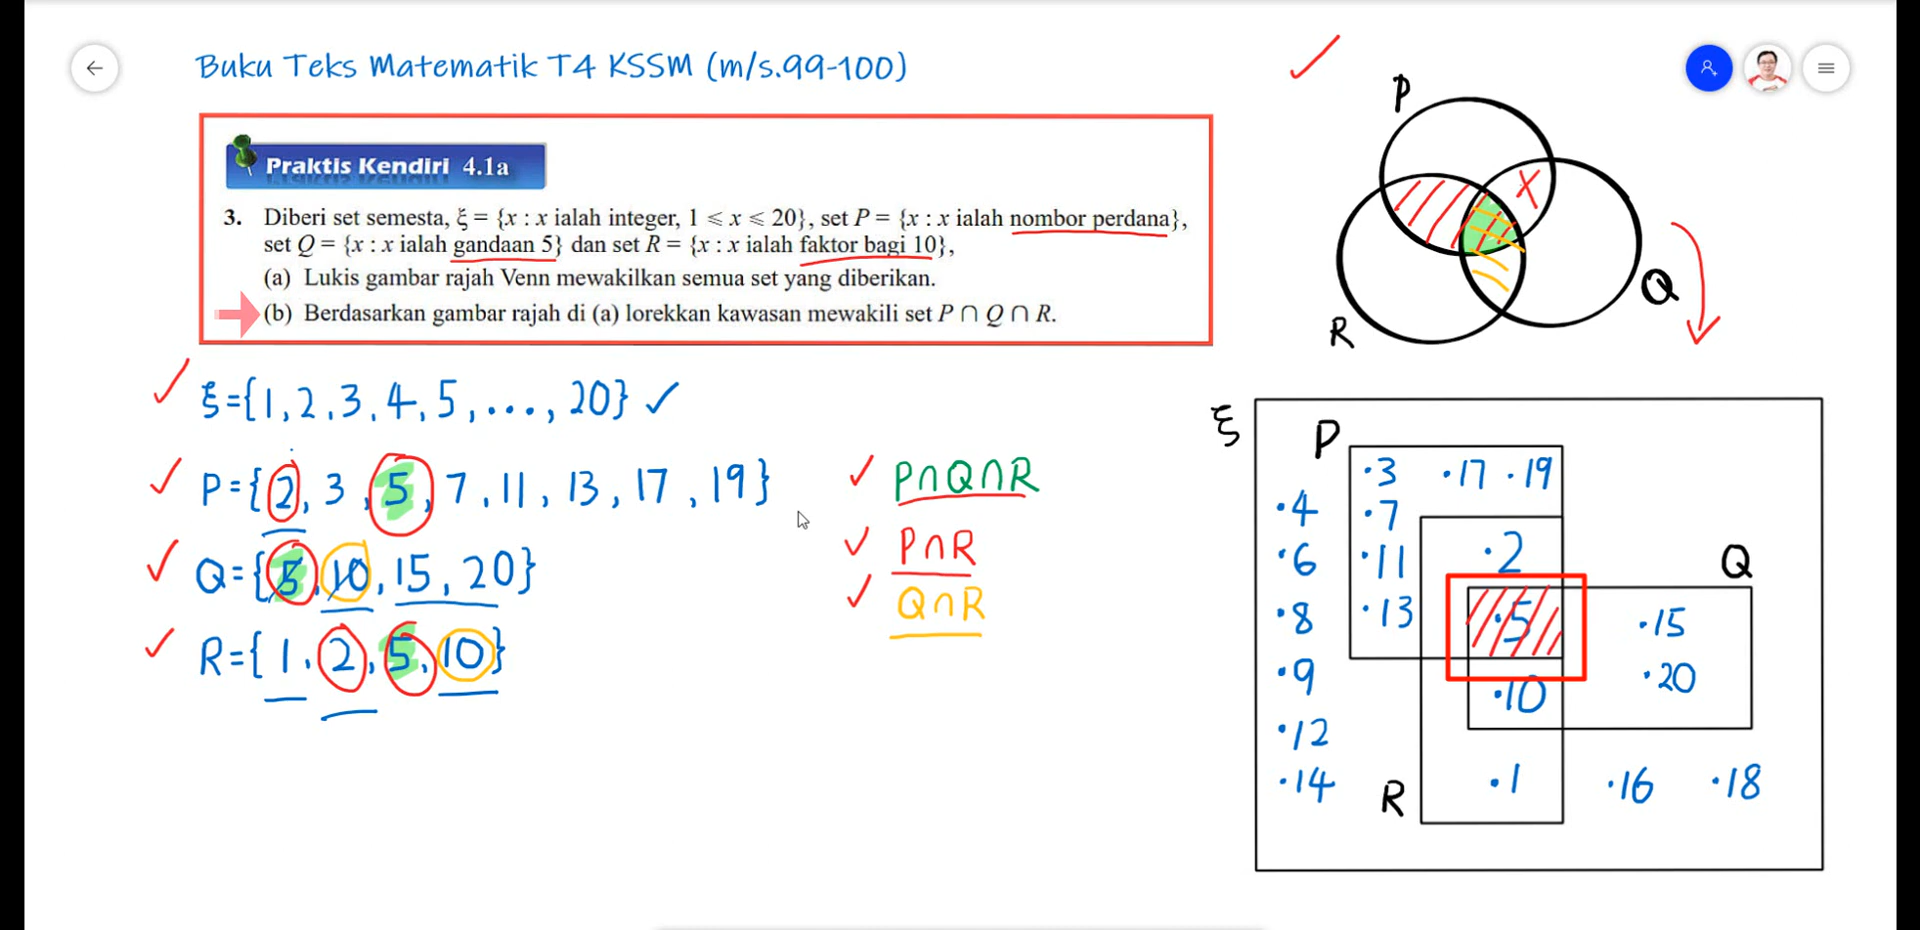 Buku Teks Matematik T4 KSSM (m/s.99-100)
Praktis Kendiri 4.1a
3. Diberi set semesta, ξ = {x : x ialah integer, 1 ⩽ x ⩽ 20}, set P = {x : x ialah nombor perdana},
set Q = {x : x ialah gandaan 5} dan set R = {x : x ialah faktor bagi 10},
(a) Lukis gambar rajah Venn mewakilkan semua set yang diberikan.
(b) Berdasarkan gambar rajah di (a) lorekkan kawasan mewakili set P ∩ Q ∩ R.
P
Q
R
ξ={1,2,3,4,5,...,20}
P={2,3,5,7,11,13,17,19}
Q={5,10,15,20}
R={1,2,5,10}
P∩Q∩R
P∩R
Q∩R
X
ξ
P
·3 ·17 ·19
·4 ·7
·6 ·11 ·2 Q
·8 ·13 ·5 ·15
·9 ·10 ·20
·12
·14 R ·1 ·16 ·18